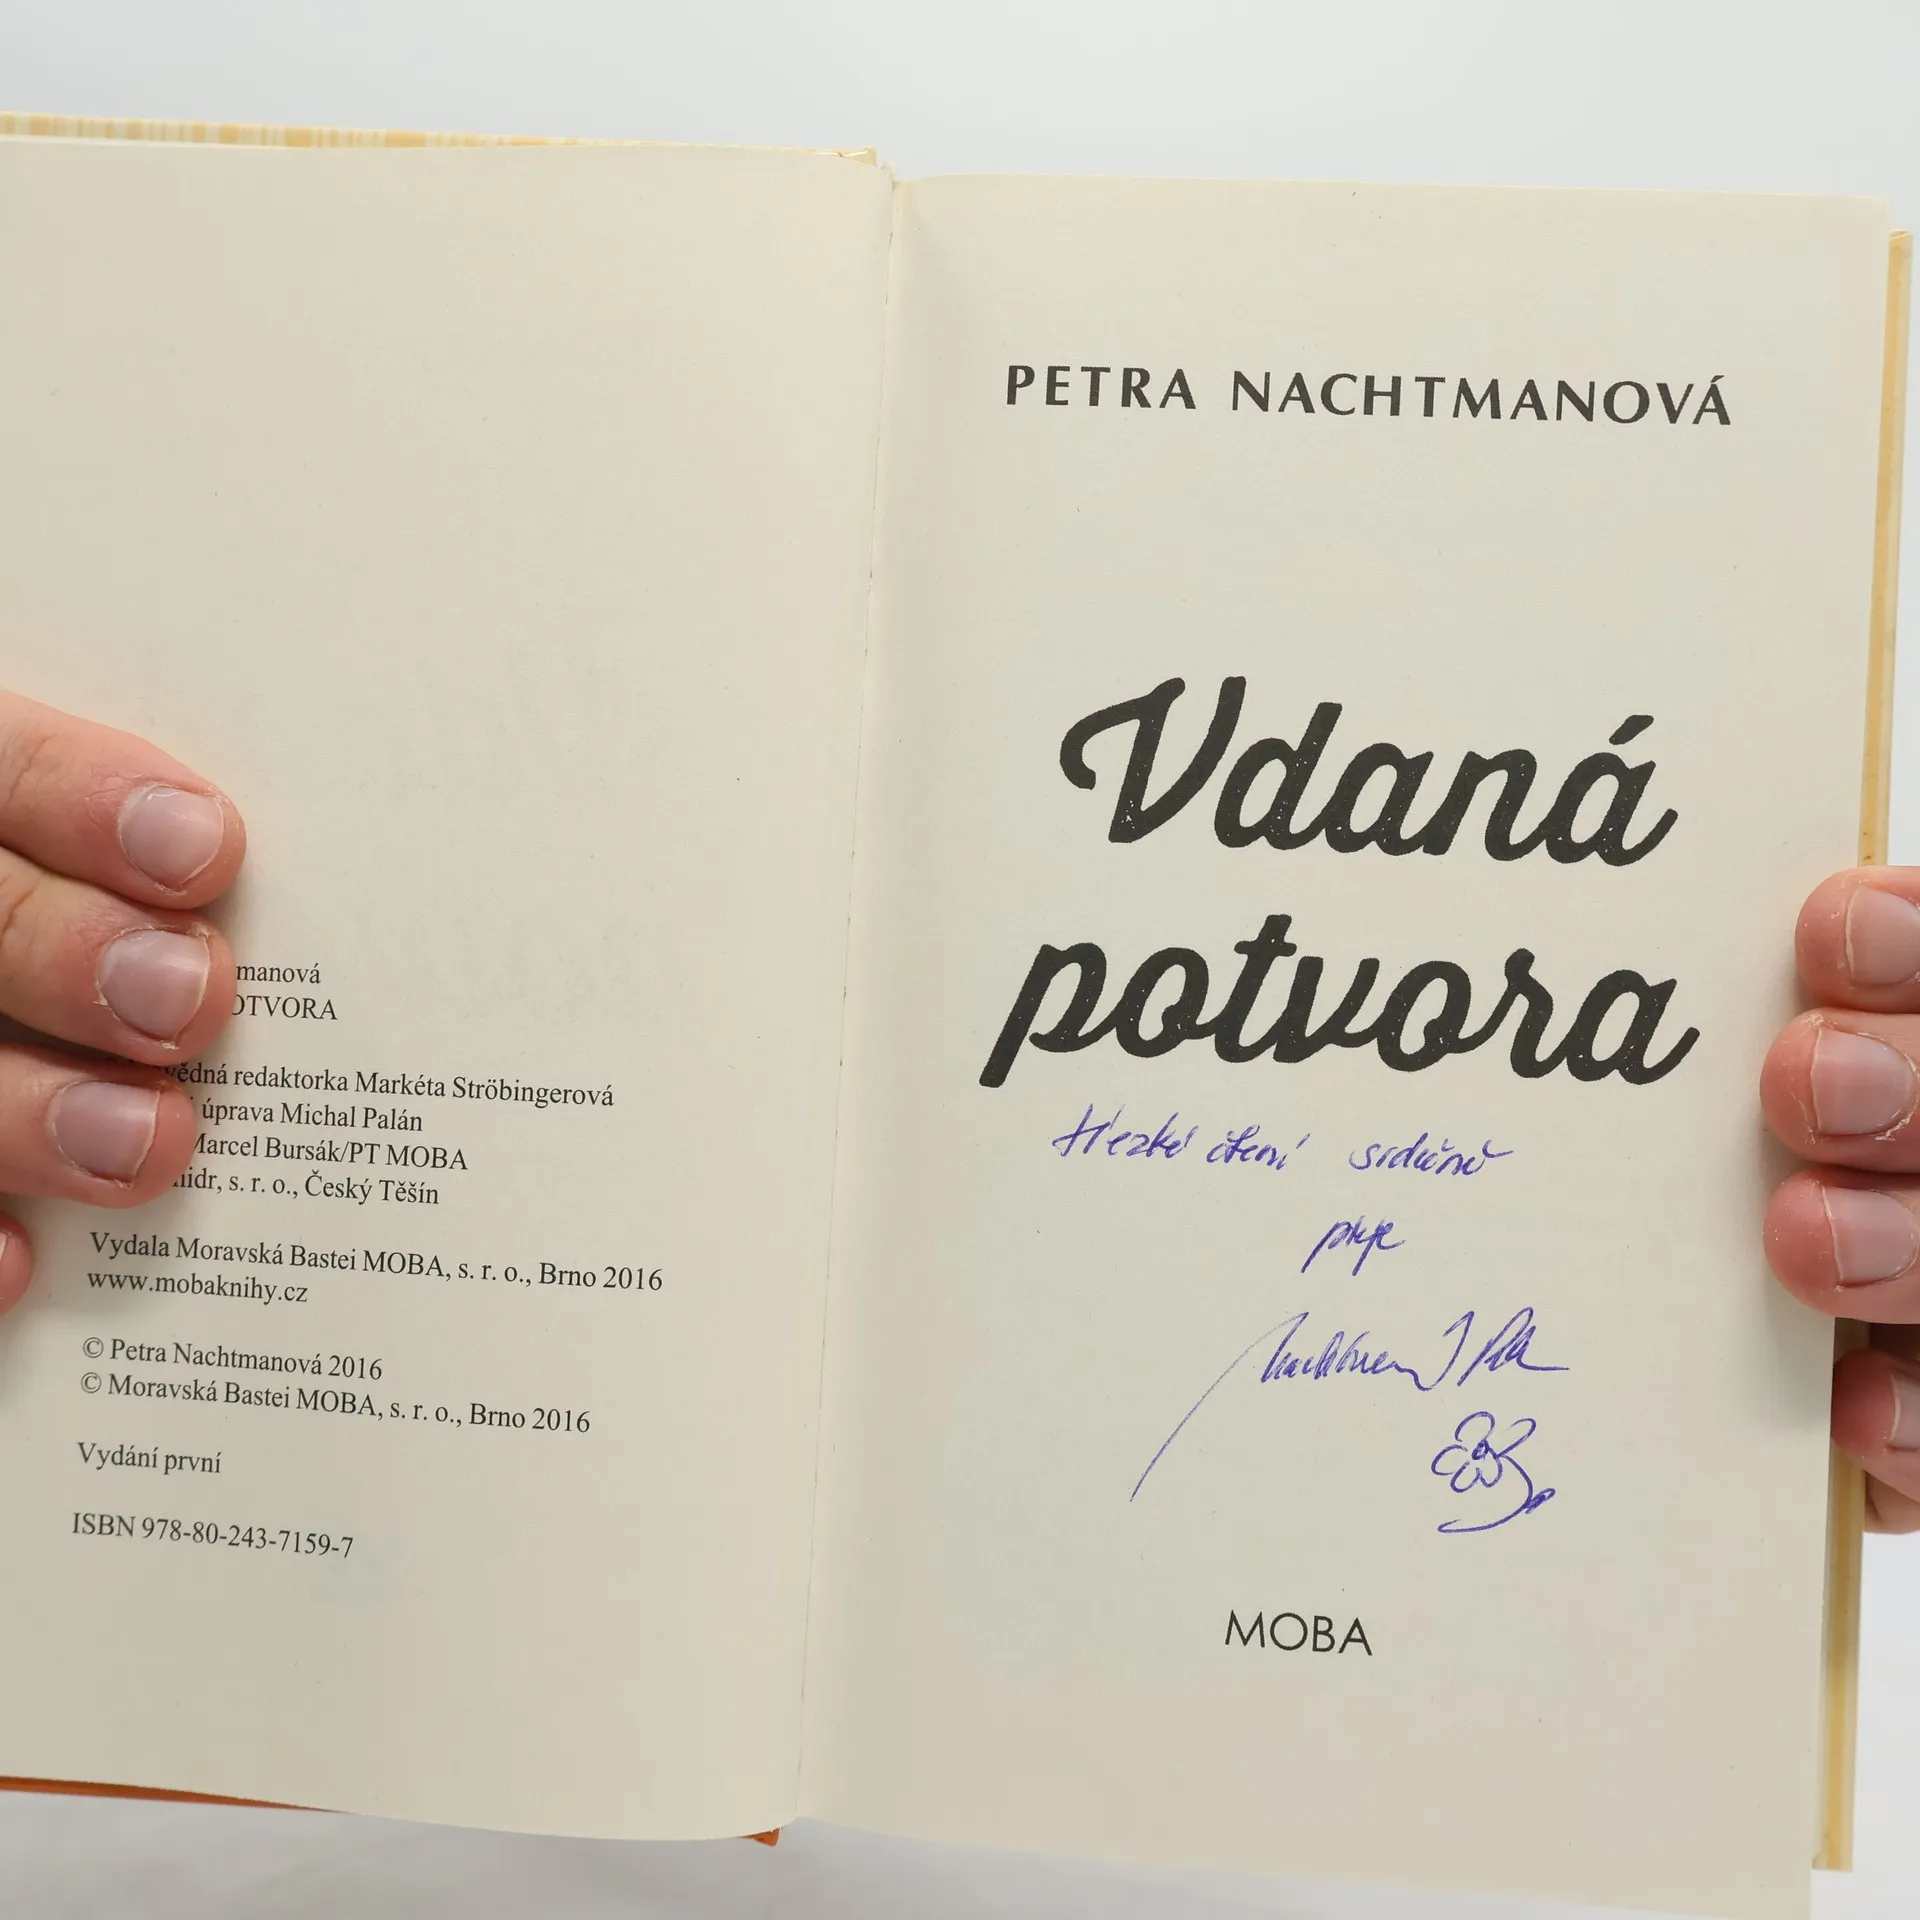 manová
OTVORA
vědná redaktorka Markéta Ströbingerová
úprava Michal Palán
Marcel Bursák/PT MOBA
nidr, s. r. o., Český Těšín
Vydala Moravská Bastei MOBA, s. r. o., Brno 2016
www.mobaknihy.cz
© Petra Nachtmanová 2016
© Moravská Bastei MOBA, s. r. o., Brno 2016
Vydání první
ISBN 978-80-243-7159-7
PETRA NACHTMANOVÁ
Vdaná
potvora
Hezké čtení srdečně
přeje
MOBA